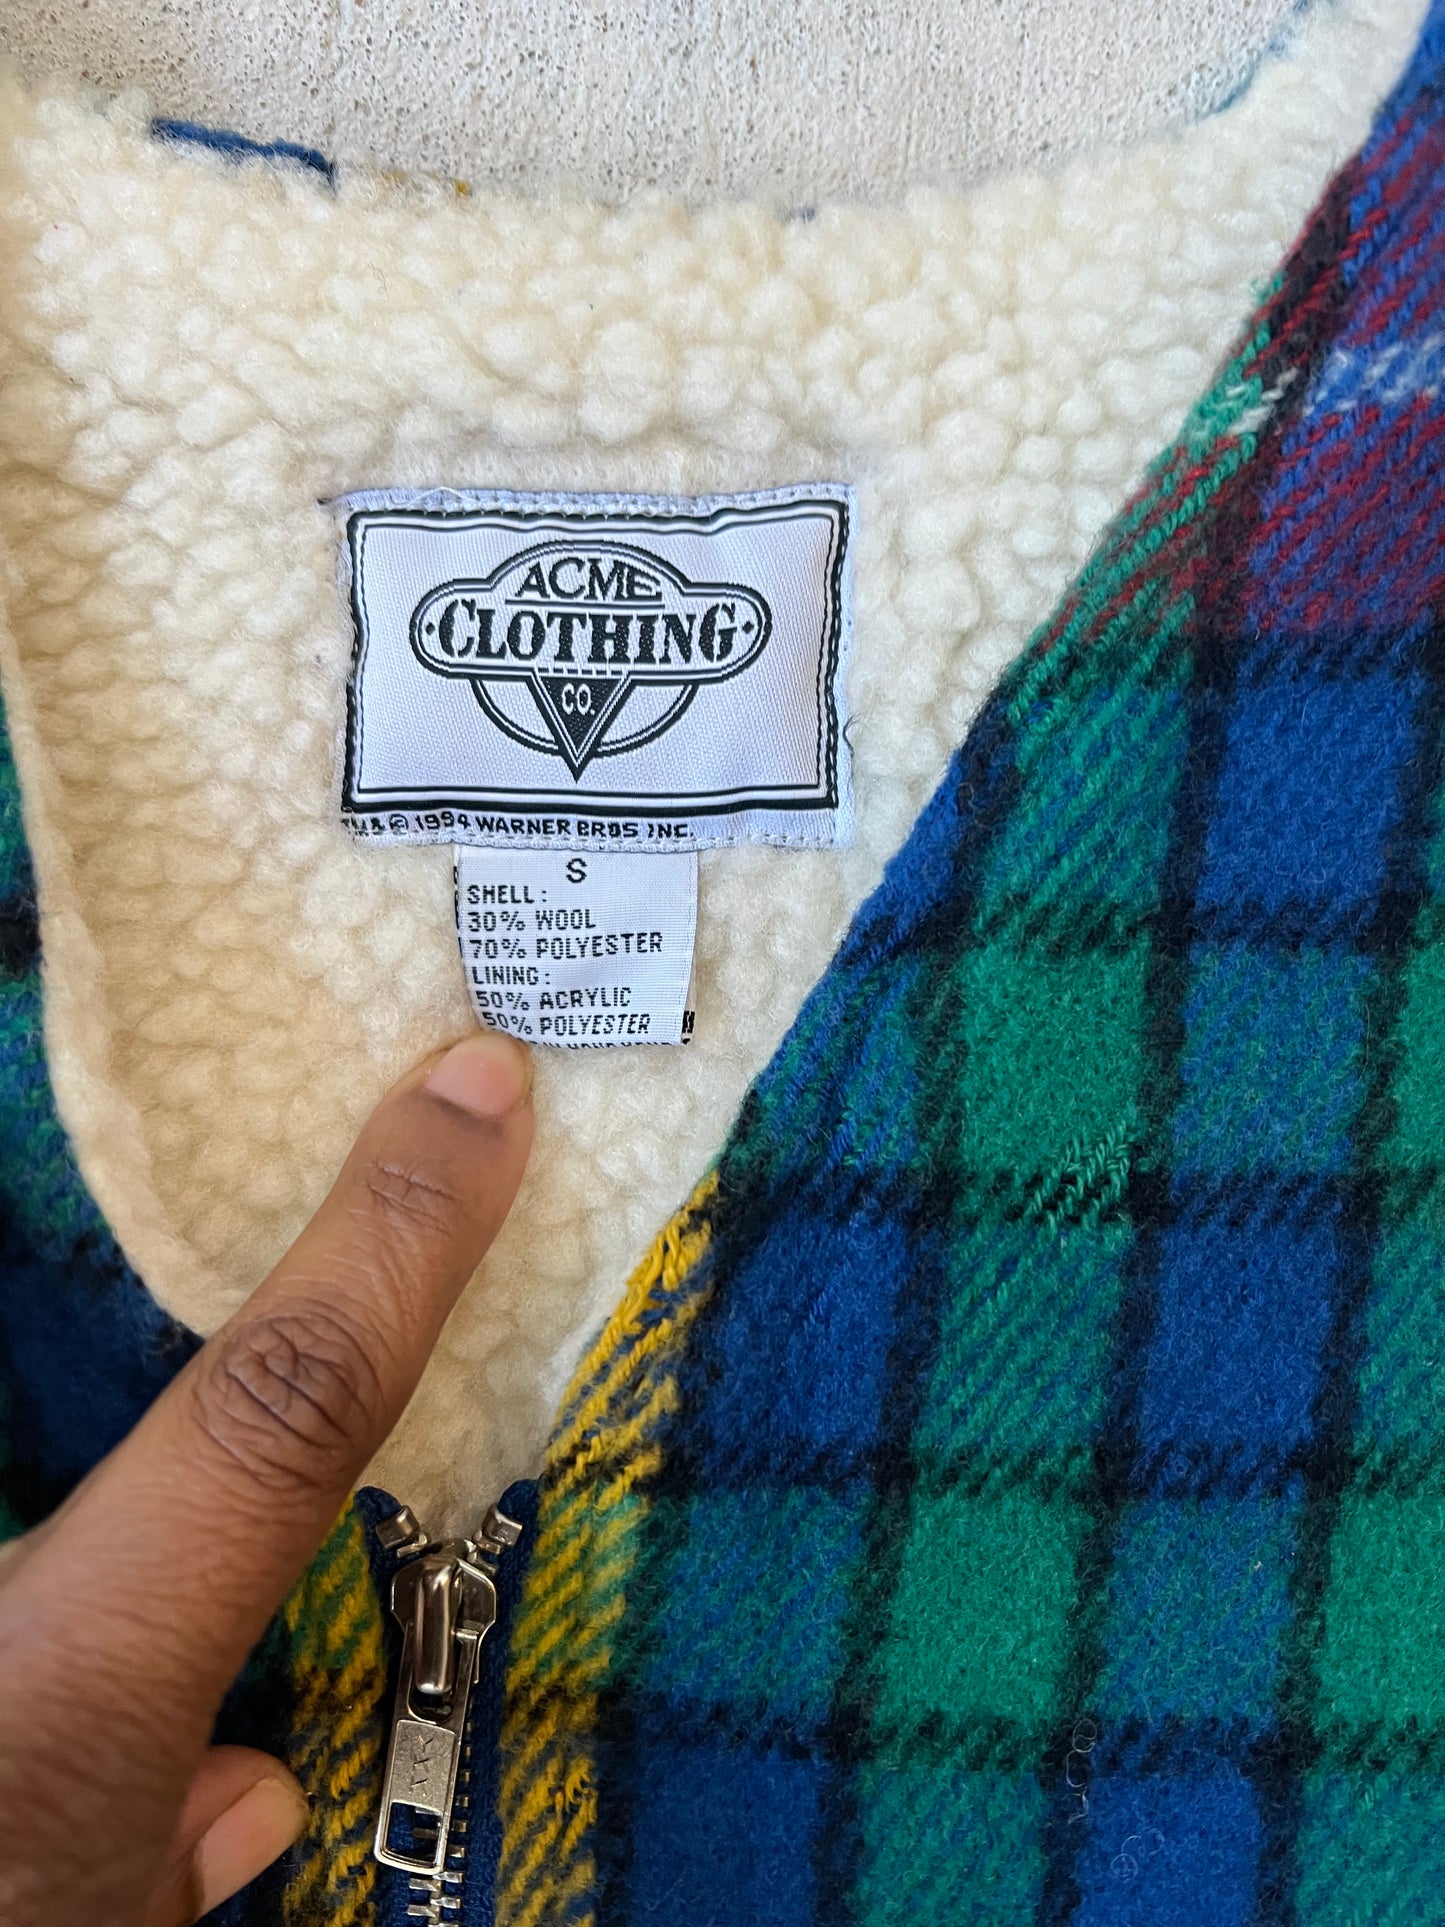 ACME
CLOTHING
CO.
TM & © 1994 WARNER BROS INC.
S
SHELL:
30% WOOL
70% POLYESTER
LINING:
50% ACRYLIC
50% POLYESTER